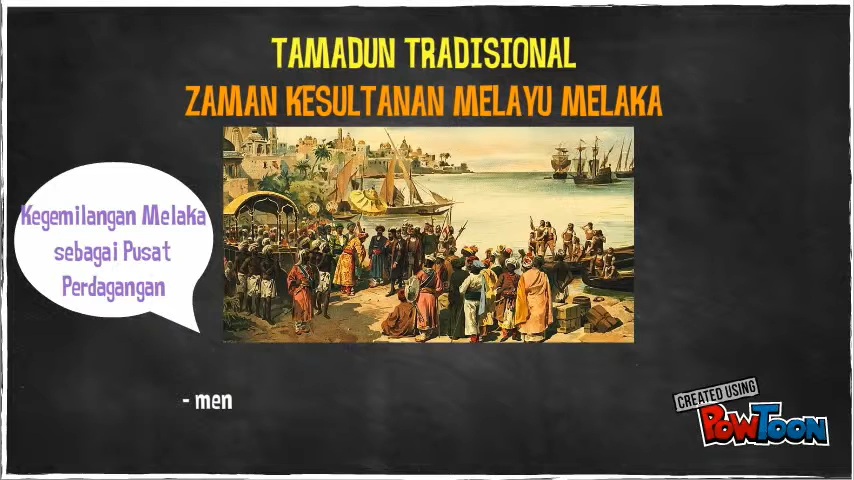 TAMADUN TRADISIONAL
ZAMAN KESULTANAN MELAYU MELAKA
Kegemilangan Melaka
sebagai Pusat
Perdagangan
- men
CREATED USING
POWTOON